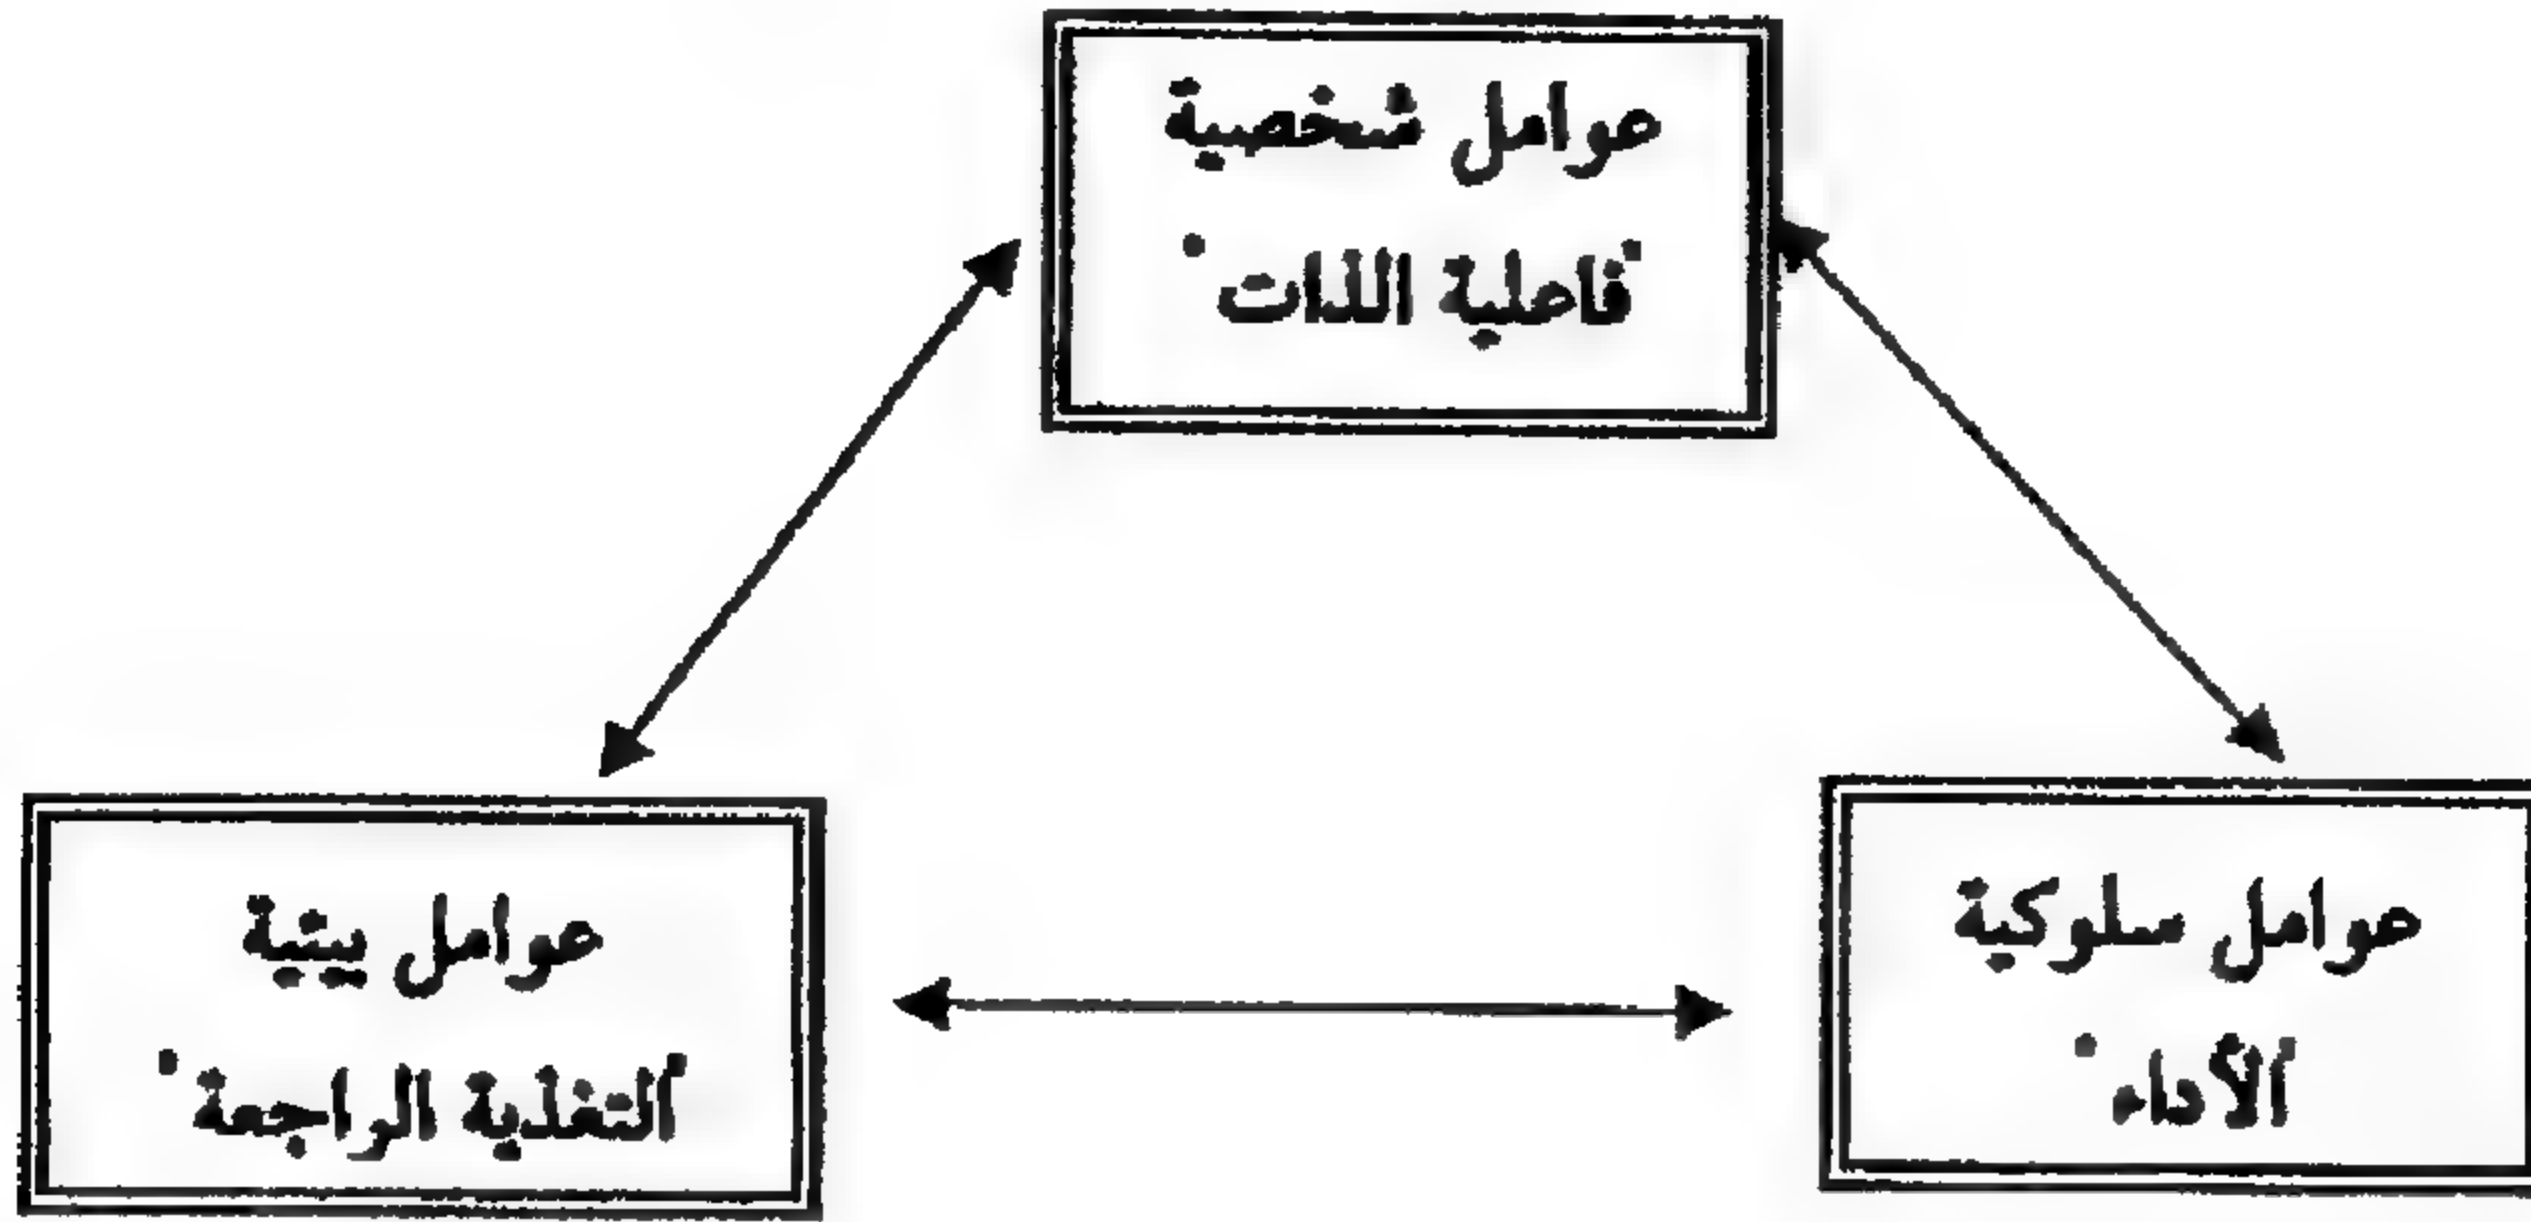 عوامل شخصية
"فاعلية الذات"
عوامل سلوكية
"الأداء"
عوامل بيئية
"التغذية الراجعة"